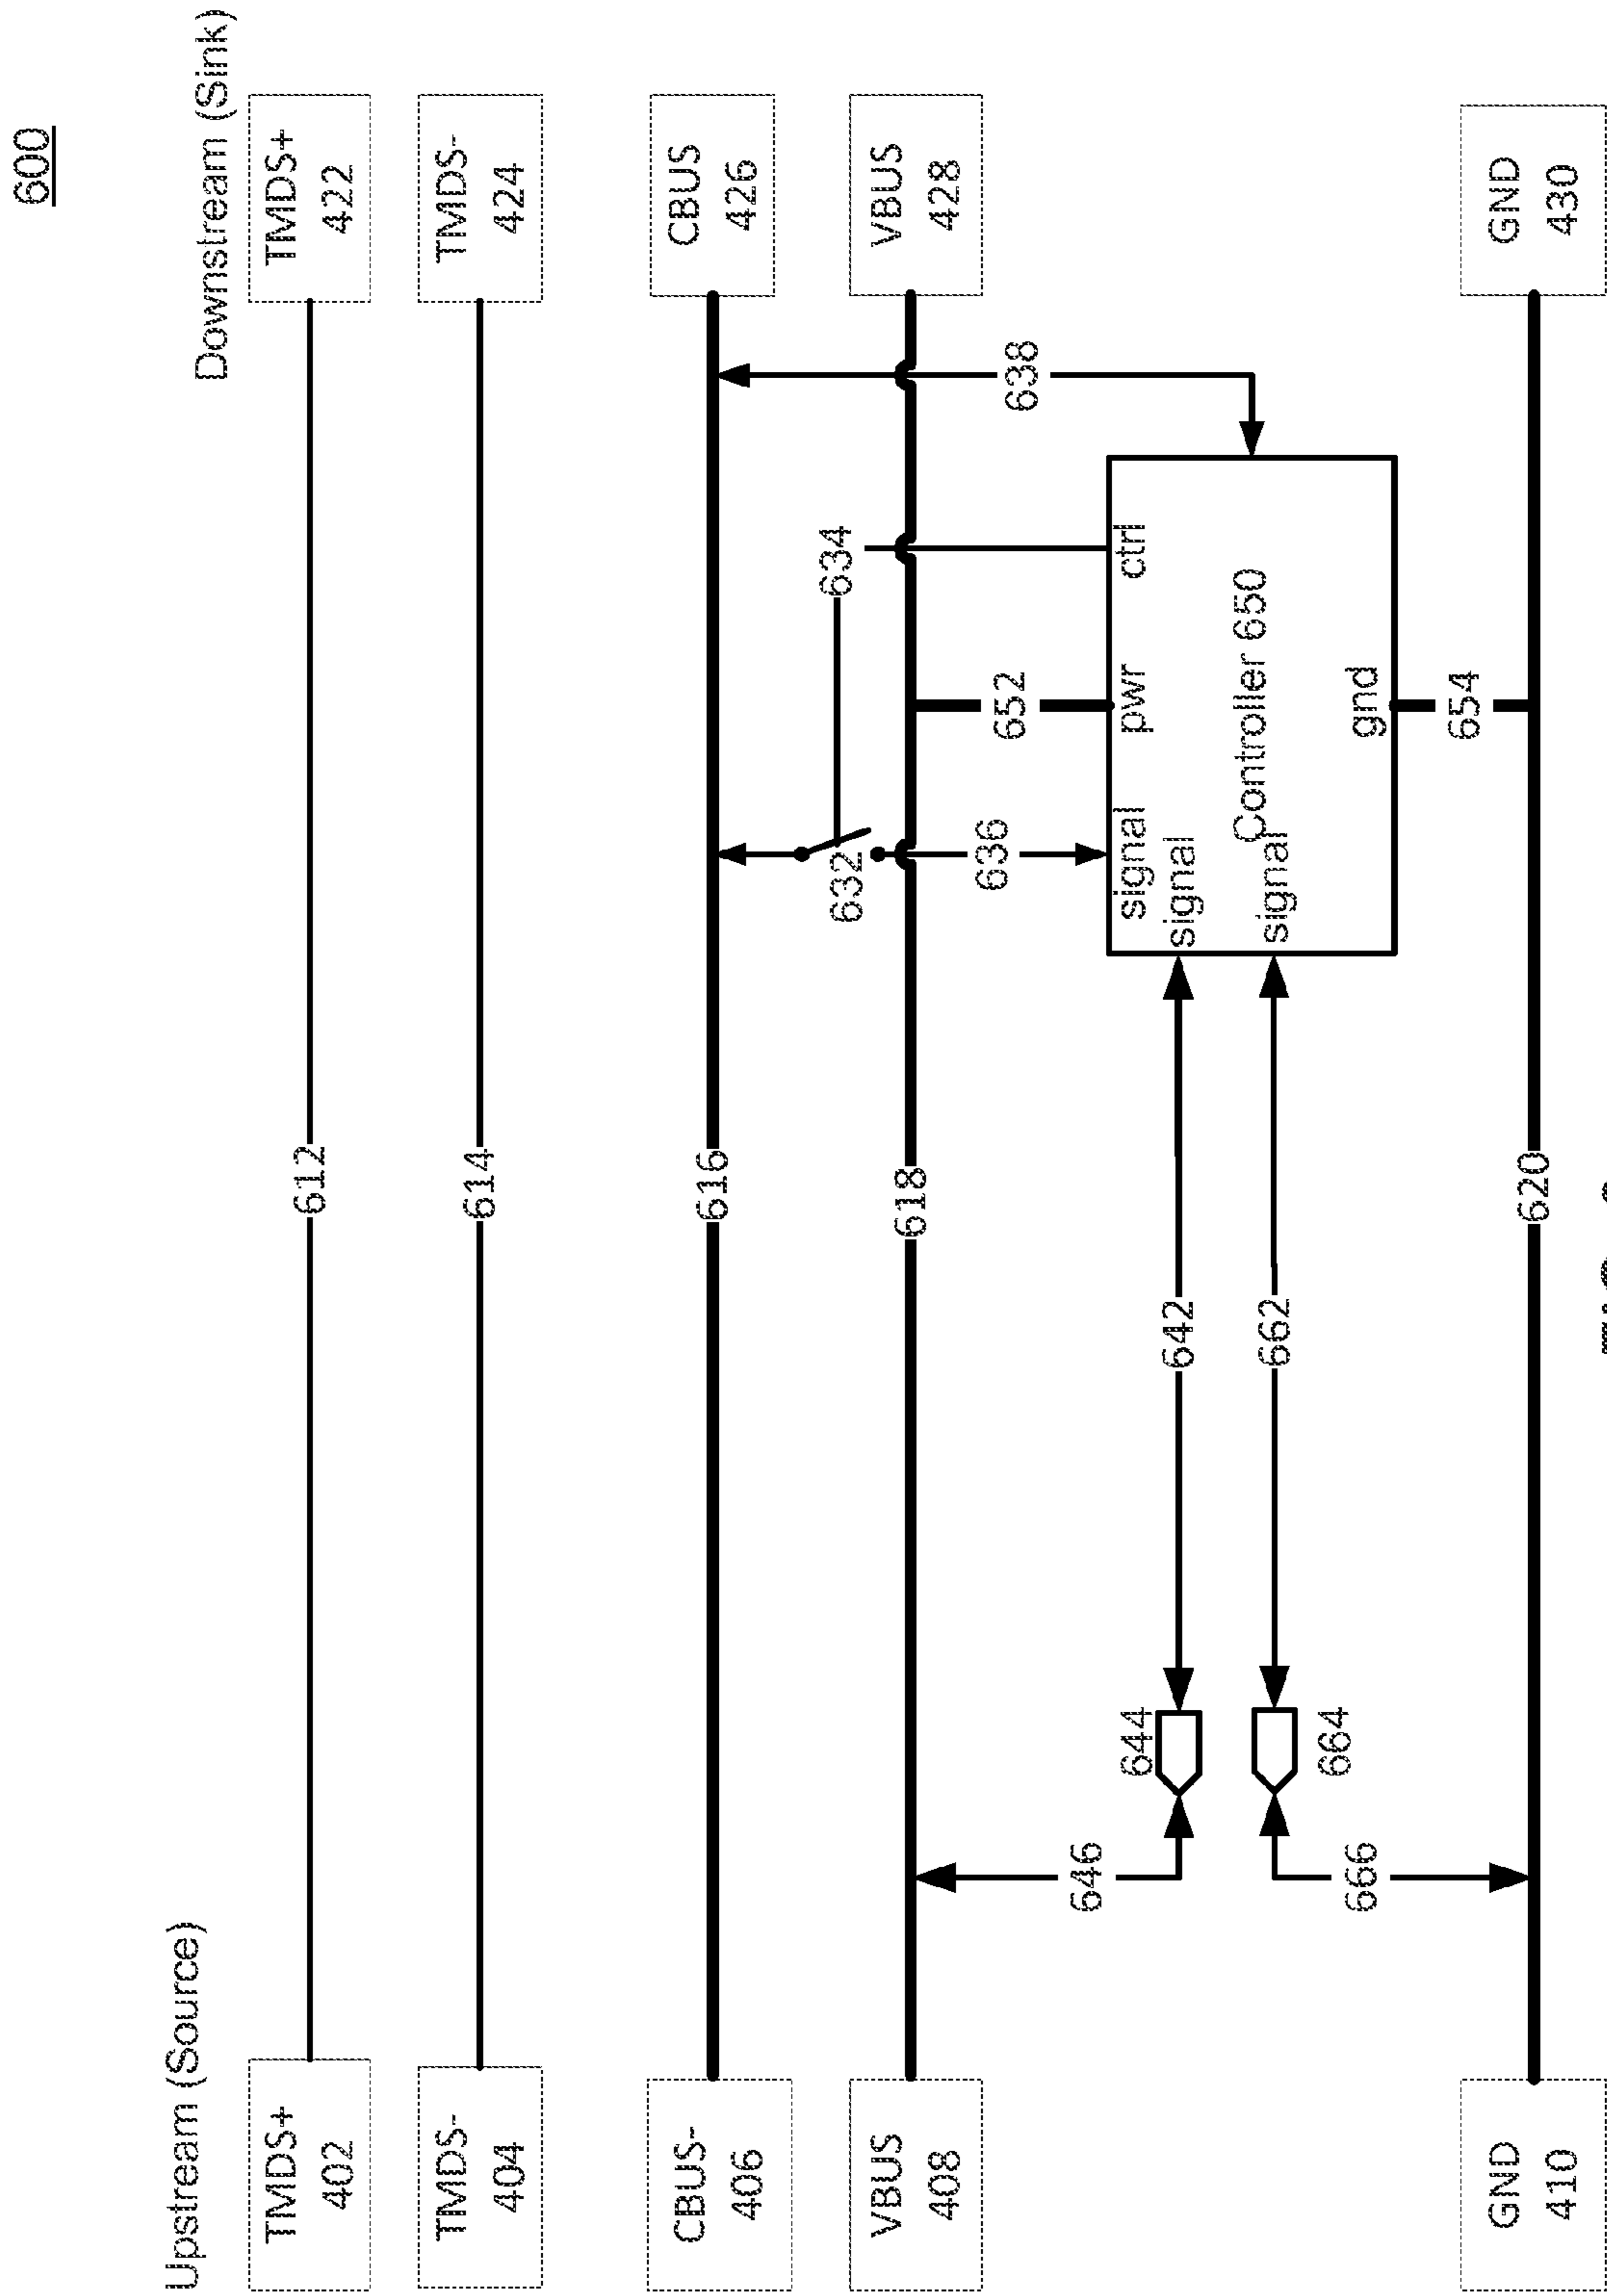 600
Upstream (Source)
Downstream (Sink)
TMDS+
402
612
TMDS+
422
TMDS-
404
614
TMDS-
424
CBUS-
406
616
CBUS
426
632
634
VBUS
408
618
VBUS
428
636
652
638
646
644
642
signal
pwr
ctrl
signal
Controller 650
signal
662
664
666
gnd
654
GND
410
620
GND
430